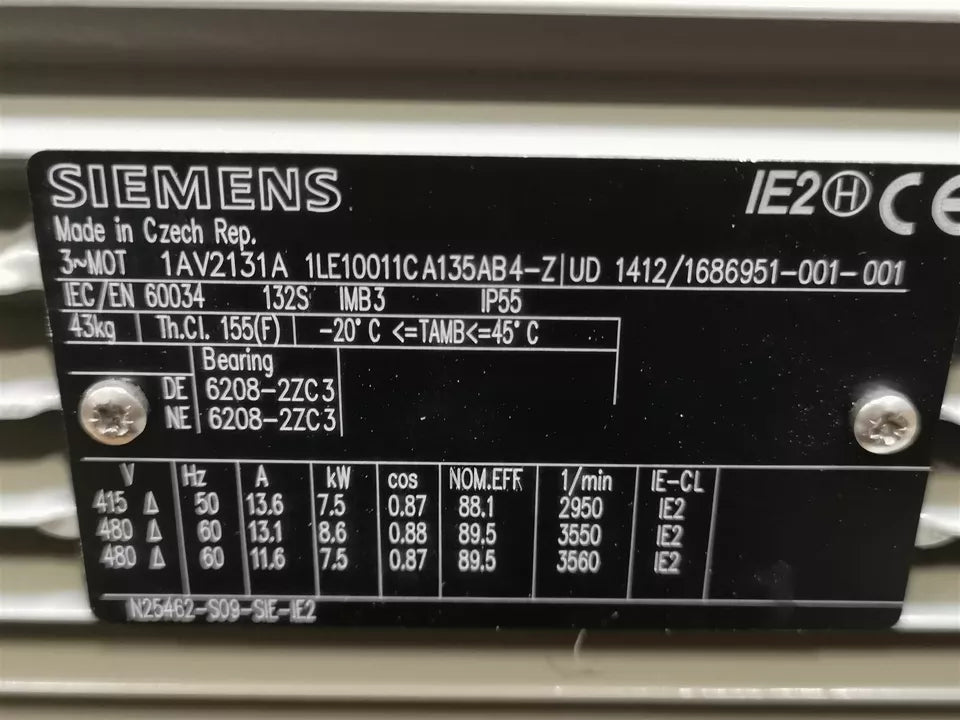 SIEMENS IE2 H CE
Made in Czech Rep.
3~MOT 1AV2131A 1LE10011CA135AB4-Z UD 1412/1686951-001-001
IEC/EN 60034 132S IMB3 IP55
43kg Th.Cl. 155(F) -20°C <=TAMB<=45°C
Bearing
DE 6208-2ZC3
NE 6208-2ZC3
V Hz A kW cos NOM.EFF 1/min IE-CL
415 Δ 50 13.6 7.5 0.87 88.1 2950 IE2
480 Δ 60 13.1 8.6 0.88 89.5 3550 IE2
480 Δ 60 11.6 7.5 0.87 89.5 3560 IE2
N25462-S09-SIE-IE2